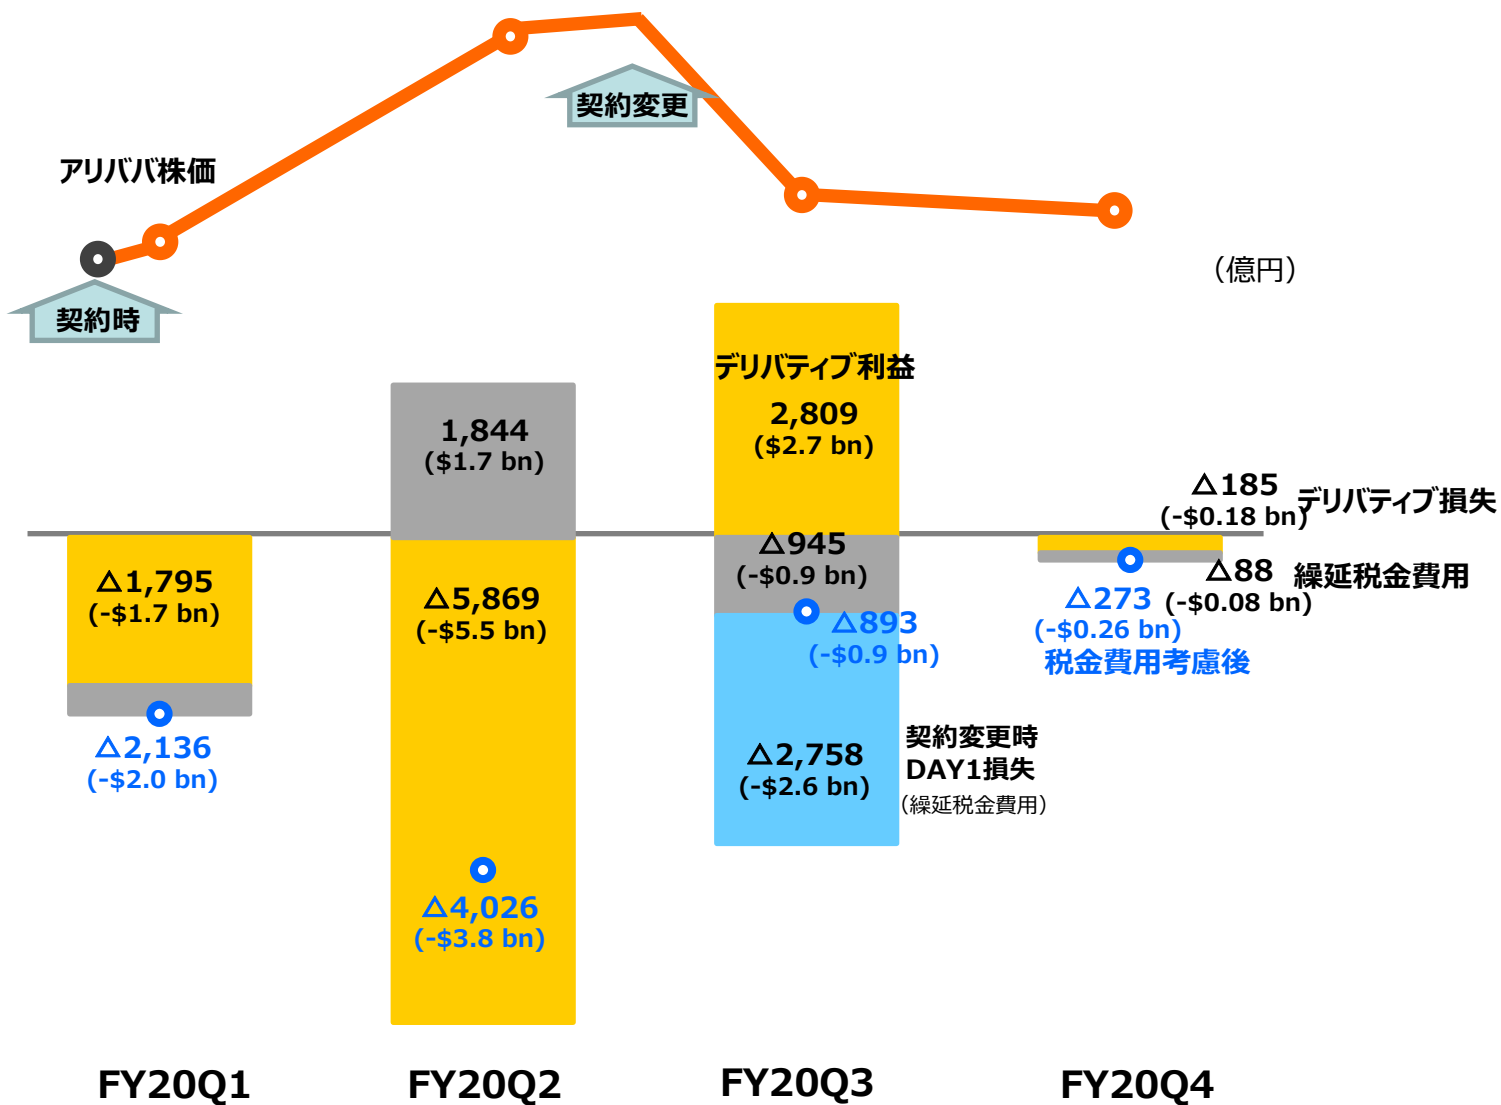 契約変更
アリババ株価
(億円)
契約時
デリバティブ利益
2,809
($2.7 bn)
1,844
($1.7 bn)
△185
(-$0.18 bn)
デリバティブ損失
△945
(-$0.9 bn)
△1,795
(-$1.7 bn)
△5,869
(-$5.5 bn)
△88
(-$0.08 bn)
繰延税金費用
△893
(-$0.9 bn)
△273
(-$0.26 bn)
税金費用考慮後
△2,136
(-$2.0 bn)
△2,758
(-$2.6 bn)
契約変更時
DAY1損失
(繰延税金費用)
△4,026
(-$3.8 bn)
FY20Q1
FY20Q2
FY20Q3
FY20Q4